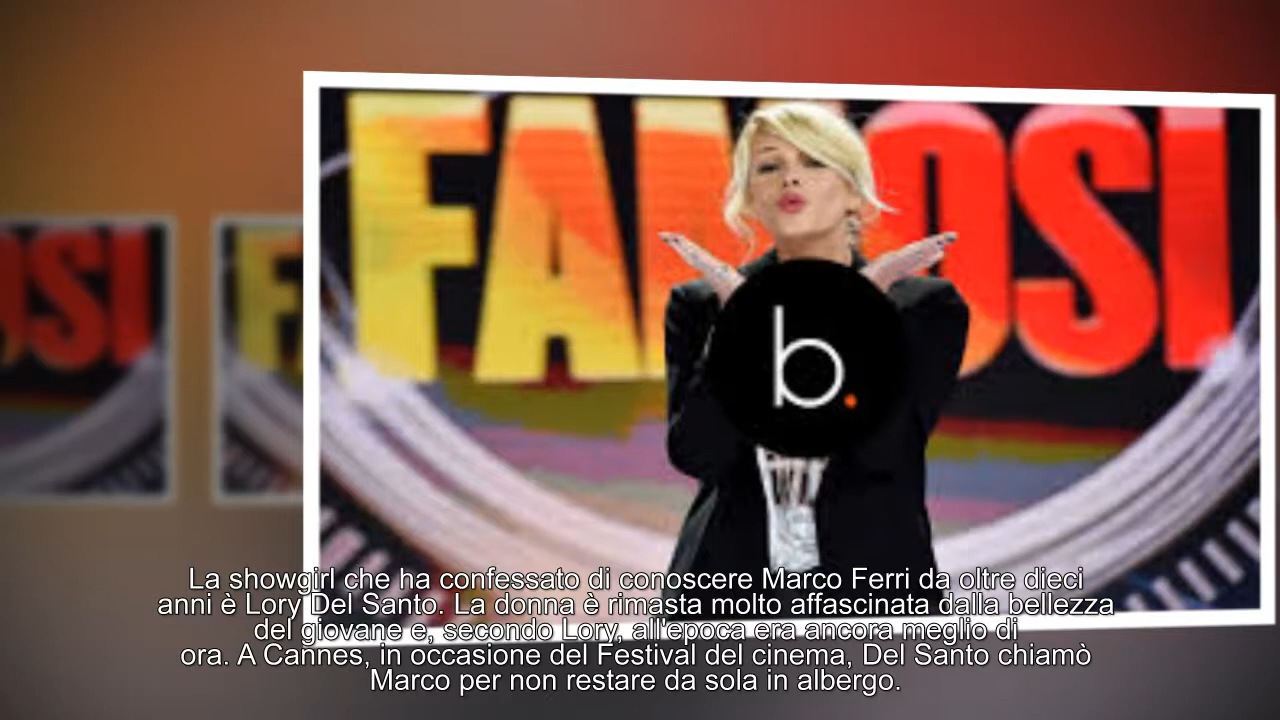 FAMOSI
OSI
F
b.
La showgirl che ha confessato di conoscere Marco Ferri da oltre dieci
anni è Lory Del Santo. La donna è rimasta molto affascinata dalla bellezza
del giovane e, secondo Lory, all'epoca era ancora meglio di
ora. A Cannes, in occasione del Festival del cinema, Del Santo chiamò
Marco per non restare da sola in albergo.